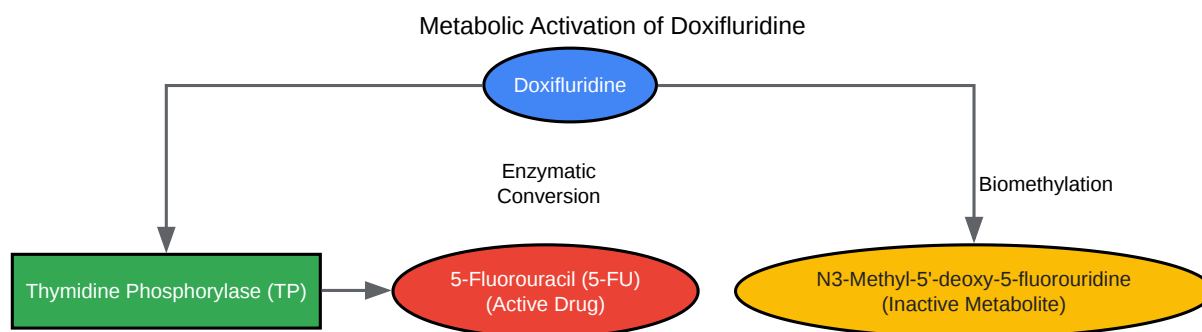 Metabolic Activation of Doxifluridine
Doxifluridine
Enzymatic
Conversion
Biomethylation
Thymidine Phosphorylase (TP)
5-Fluorouracil (5-FU)
(Active Drug)
N3-Methyl-5'-deoxy-5-fluorouridine
(Inactive Metabolite)